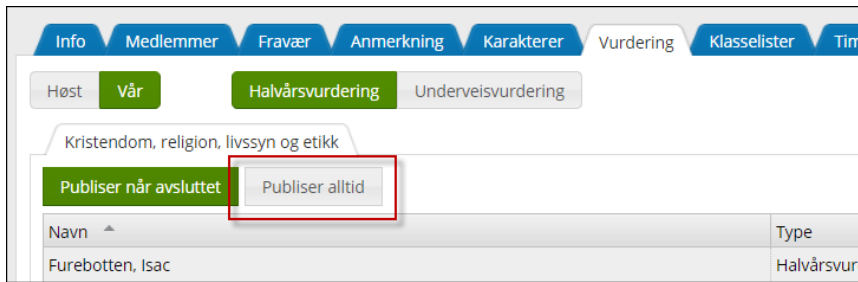 Info Medlemmer Fravær Anmerkning Karakterer Vurdering Klasselister
Høst Vår Halvårsvurdering Underveisvurdering
Kristendom, religion, livssyn og etikk
Publiser når avsluttet Publiser alltid
Navn Type
Furebotten, Isac Halvårsvur